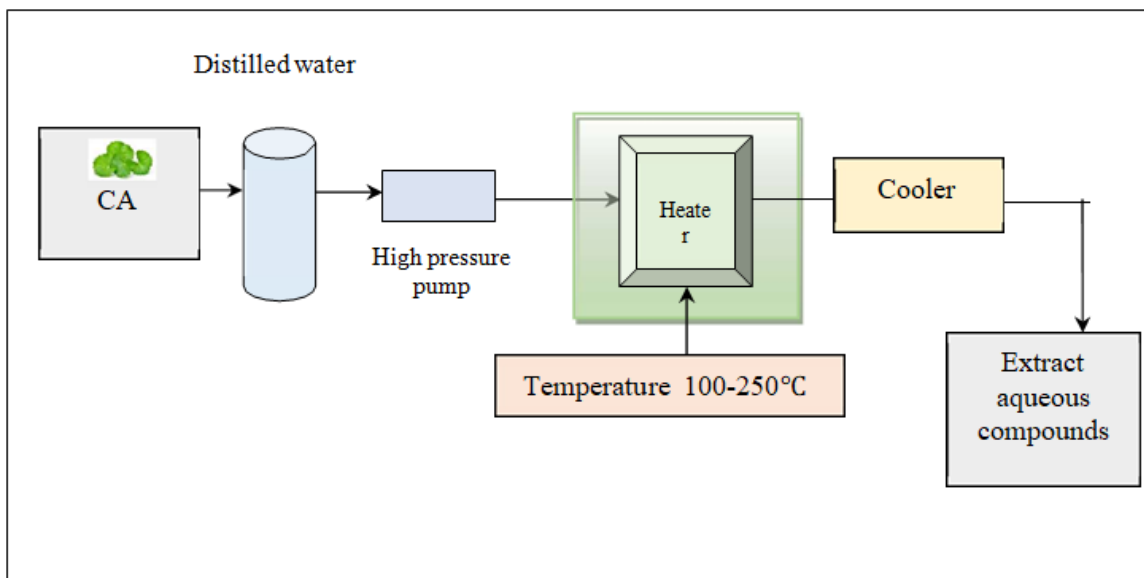 Distilled water
CA
High pressure
pump
Heate
r
Temperature 100-250℃
Cooler
Extract
aqueous
compounds